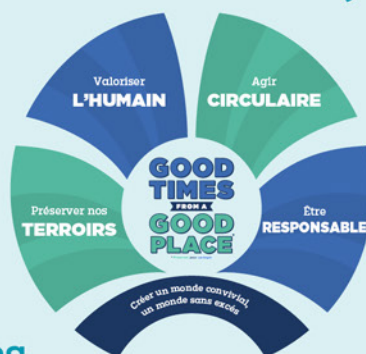 Valoriser
L'HUMAIN
Agir
CIRCULAIRE
Préserver nos
TERROIRS
GOOD
TIMES
FROM A
GOOD
PLACE
Être
RESPONSABLE
Créer un monde convivial,
un monde sans excès